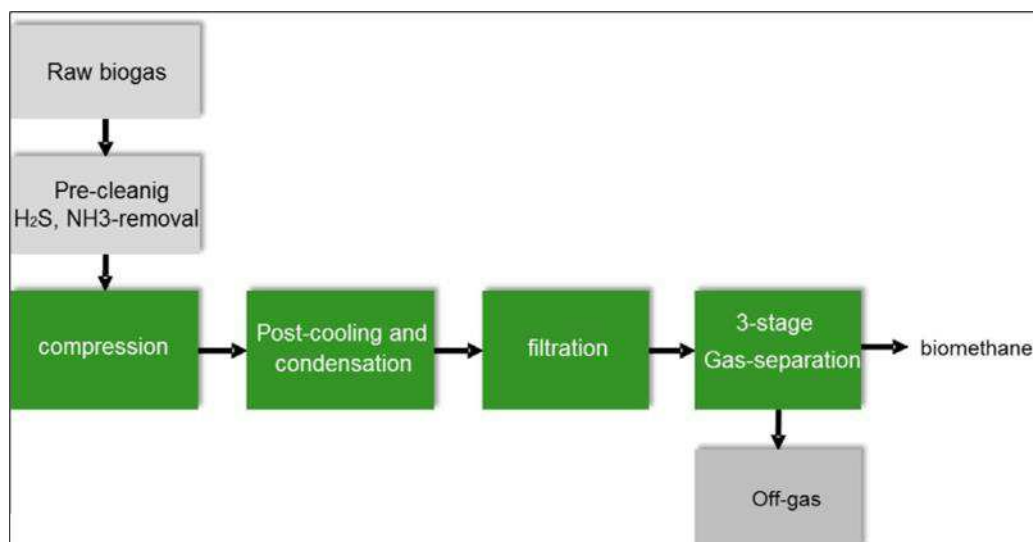 Raw biogas
Pre-cleanig
H₂S, NH3-removal
compression
Post-cooling and
condensation
filtration
3-stage
Gas-separation
biomethane
Off-gas